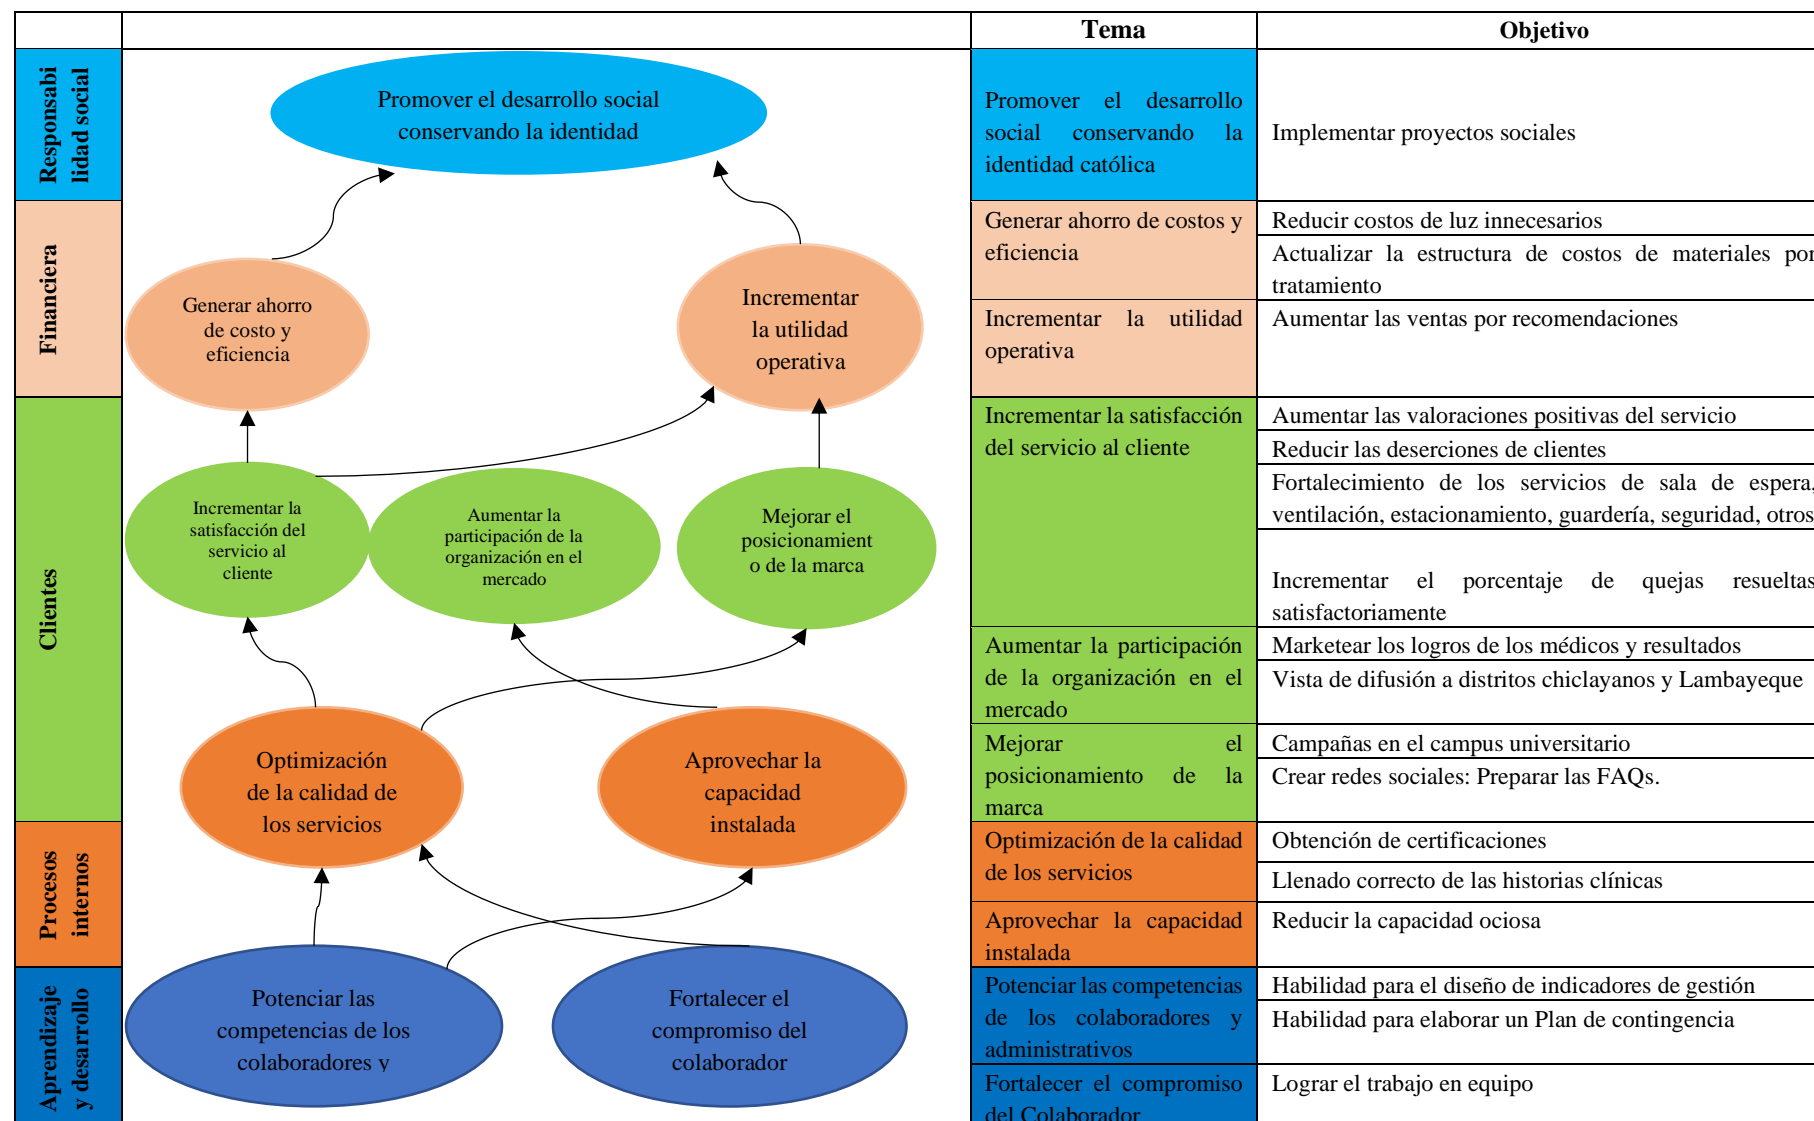 Tema
Objetivo
Responsabi
lidad social
Promover el desarrollo social
conservando la identidad
Promover el desarrollo
social conservando la
identidad católica
Implementar proyectos sociales
Financiera
Generar ahorro
de costo y
eficiencia
Incrementar
la utilidad
operativa
Generar ahorro de costos y
eficiencia
Reducir costos de luz innecesarios
Actualizar la estructura de costos de materiales por
tratamiento
Incrementar la utilidad
operativa
Aumentar las ventas por recomendaciones
Clientes
Incrementar la
satisfacción del
servicio al
cliente
Aumentar la
participación de la
organización en el
mercado
Mejorar el
posicionamient
o de la marca
Incrementar la satisfacción
del servicio al cliente
Aumentar las valoraciones positivas del servicio
Reducir las deserciones de clientes
Fortalecimiento de los servicios de sala de espera,
ventilación, estacionamiento, guardería, seguridad, otros
Incrementar el porcentaje de quejas resueltas
satisfactoriamente
Aumentar la participación
de la organización en el
mercado
Marketear los logros de los médicos y resultados
Vista de difusión a distritos chiclayanos y Lambayeque
Mejorar el
posicionamiento de la
marca
Campañas en el campus universitario
Crear redes sociales: Preparar las FAQs.
Optimización
de la calidad de
los servicios
Aprovechar la
capacidad
instalada
Procesos
internos
Optimización de la calidad
de los servicios
Obtención de certificaciones
Llenado correcto de las historias clínicas
Aprovechar la capacidad
instalada
Reducir la capacidad ociosa
Aprendizaje
y desarrollo
Potenciar las
competencias de los
colaboradores y
Fortalecer el
compromiso del
colaborador
Potenciar las competencias
de los colaboradores y
administrativos
Habilidad para el diseño de indicadores de gestión
Habilidad para elaborar un Plan de contingencia
Fortalecer el compromiso
del Colaborador
Lograr el trabajo en equipo